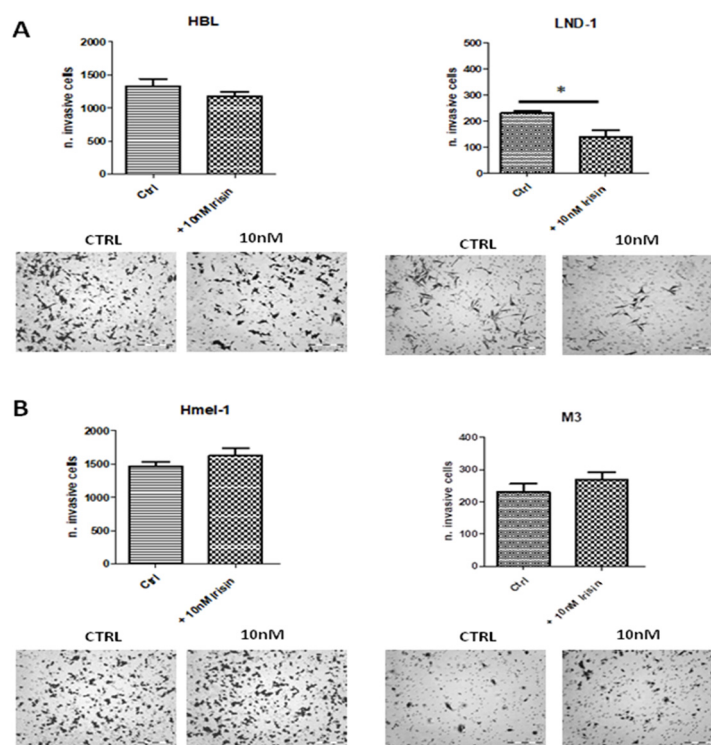 A
HBL
n. invasive cells
2000
1500
1000
500
0
Ctrl
+ 10nM Irisin
CTRL
10nM
LND-1
n. invasive cells
500
400
300
200
100
0
*
Ctrl
+ 10nM Irisin
CTRL
10nM
B
Hmel-1
n. invasive cells
2000
1500
1000
500
0
Ctrl
+ 10nM Irisin
CTRL
10nM
M3
n. invasive cells
400
300
200
100
0
Ctrl
+ 10nM Irisin
CTRL
10nM